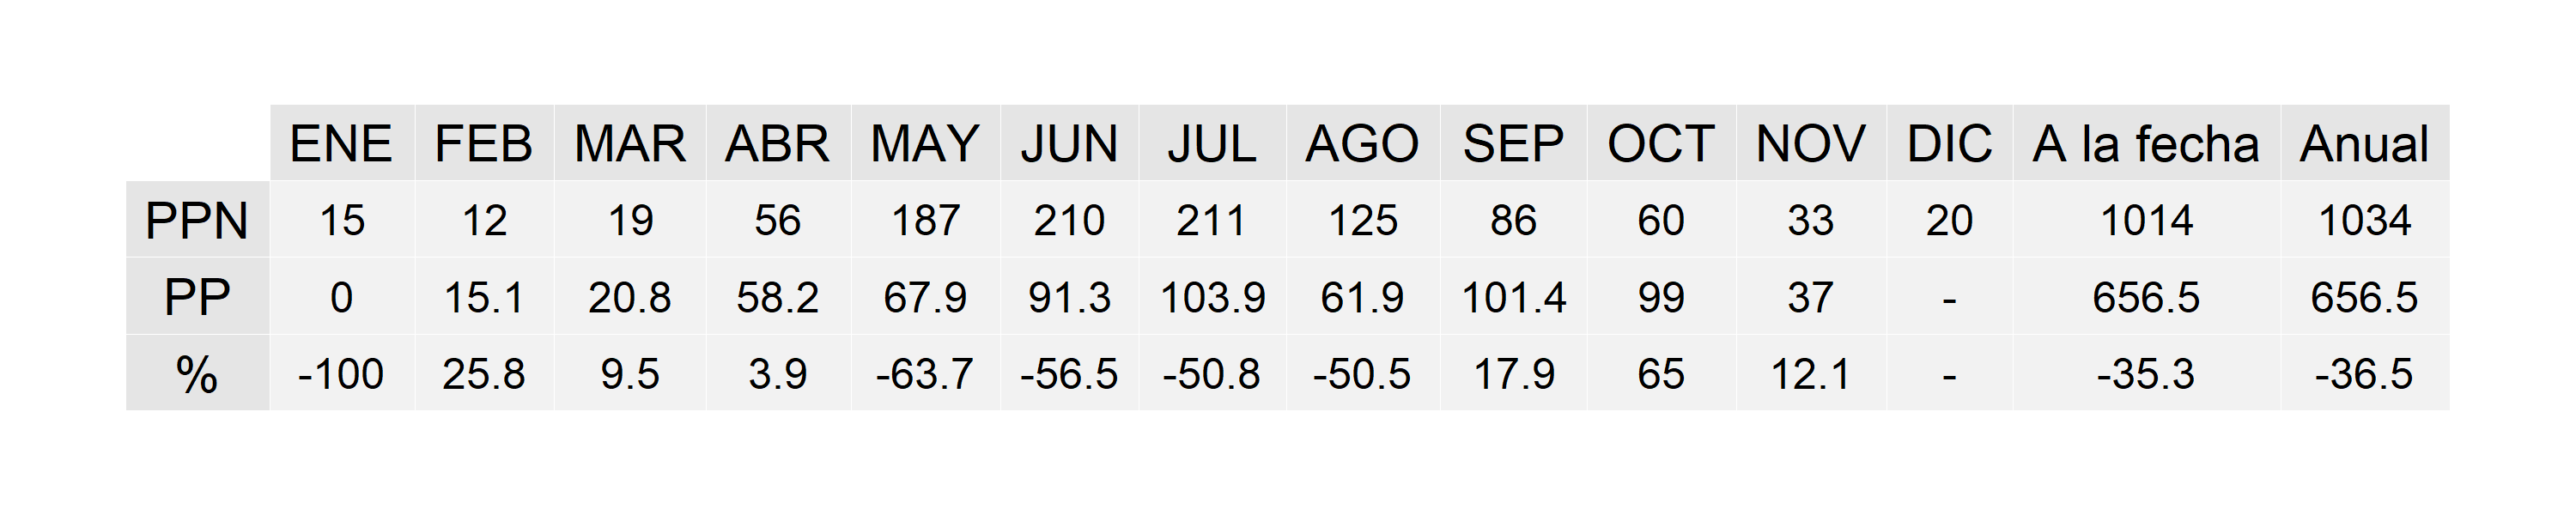 ENE FEB MAR ABR MAY JUN JUL AGO SEP OCT NOV DIC A la fecha Anual
PPN 15 12 19 56 187 210 211 125 86 60 33 20 1014 1034
PP 0 15.1 20.8 58.2 67.9 91.3 103.9 61.9 101.4 99 37 - 656.5 656.5
% -100 25.8 9.5 3.9 -63.7 -56.5 -50.8 -50.5 17.9 65 12.1 - -35.3 -36.5